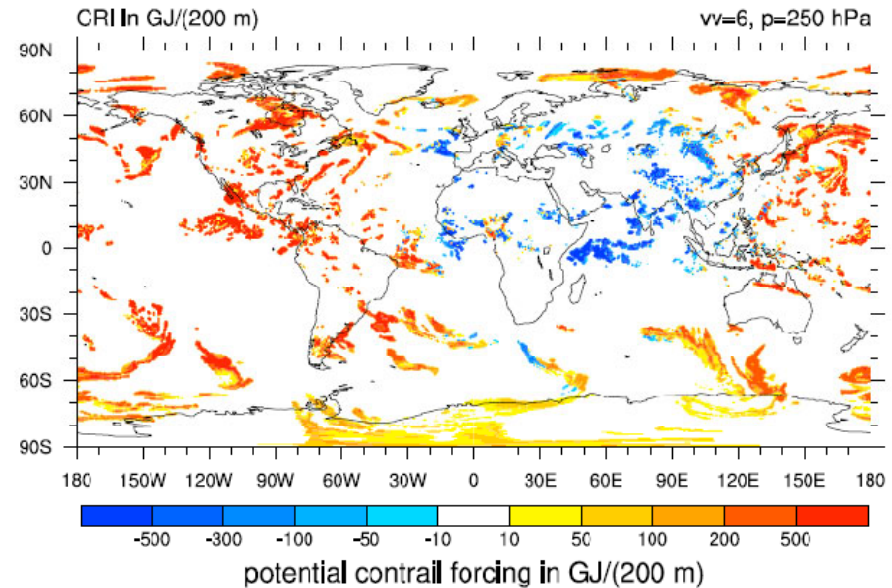 CRI In GJ/(200 m) vv=6, p=250 hPa
90N
60N
30N
0
30S
60S
90S
180 150W 120W 90W 60W 30W 0 30E 60E 90E 120E 150E 180
-500 -300 -100 -50 -10 10 50 100 200 500
potential contrail forcing in GJ/(200 m)